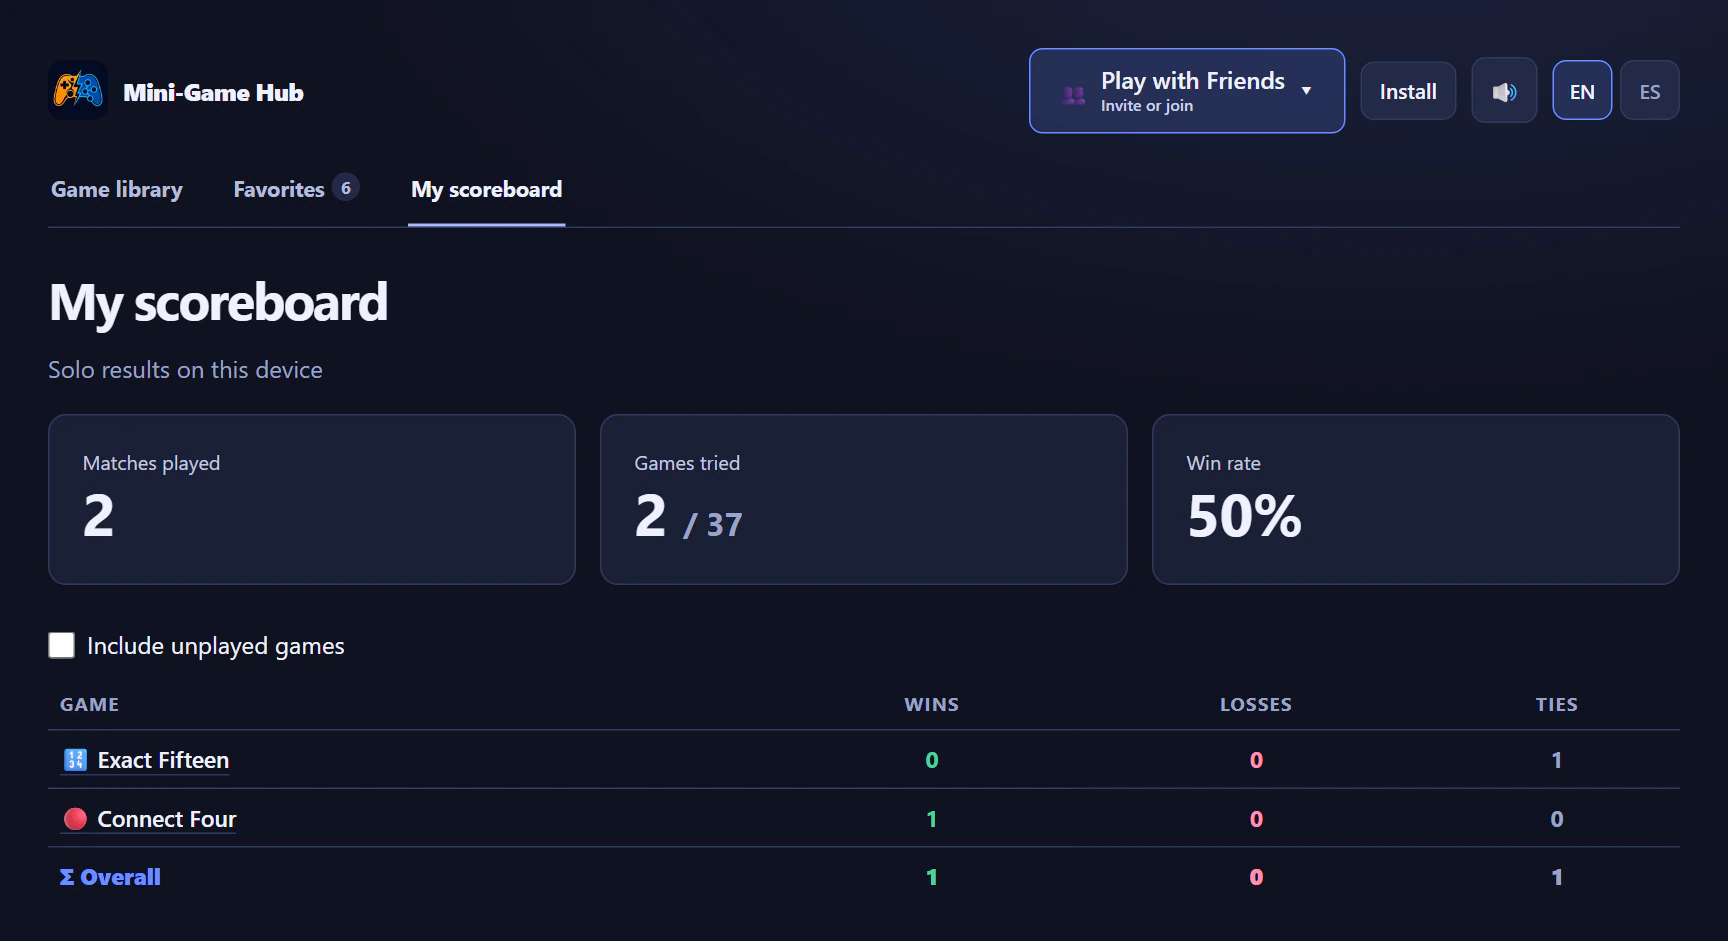 Mini-Game Hub
Play with Friends
Invite or join
Install
EN
ES
Game library
Favorites 6
My scoreboard
My scoreboard
Solo results on this device
Matches played
2
Games tried
2 / 37
Win rate
50%
Include unplayed games
GAME WINS LOSSES TIES
Exact Fifteen 0 0 1
Connect Four 1 0 0
Σ Overall 1 0 1